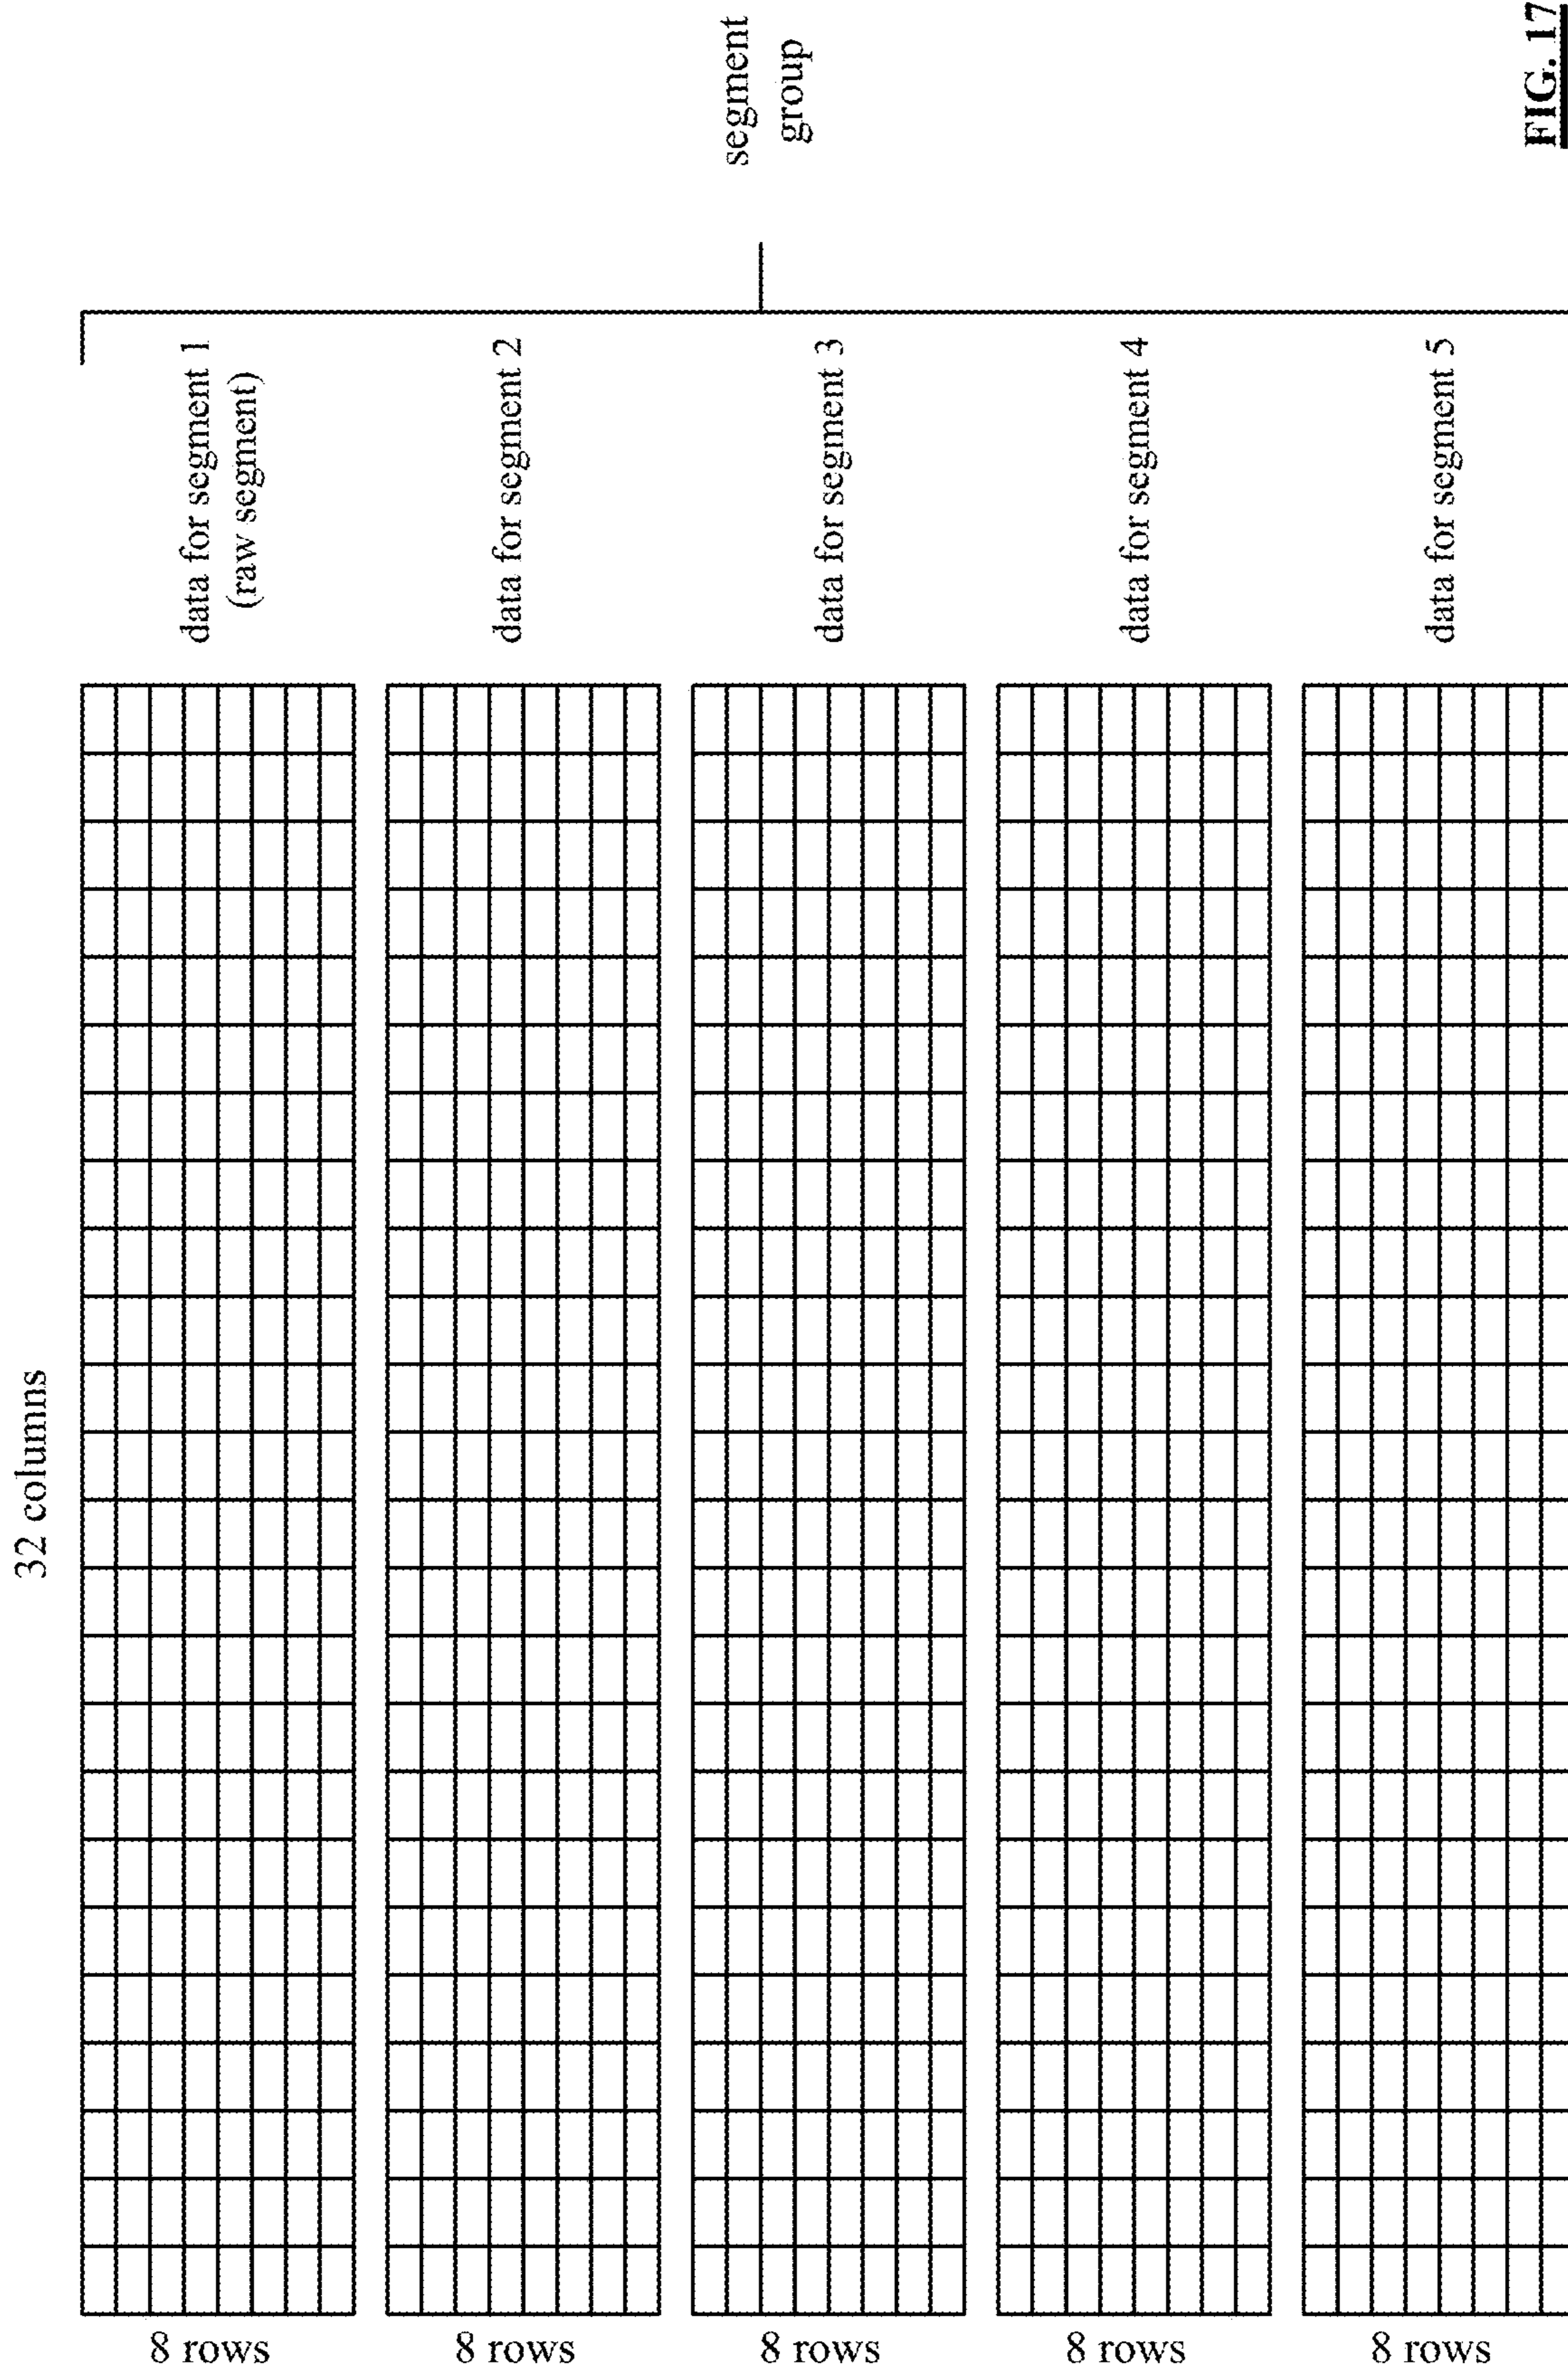 32 columns
8 rows
data for segment 1
(raw segment)
8 rows
data for segment 2
8 rows
data for segment 3
8 rows
data for segment 4
8 rows
data for segment 5
segment
group
FIG. 17